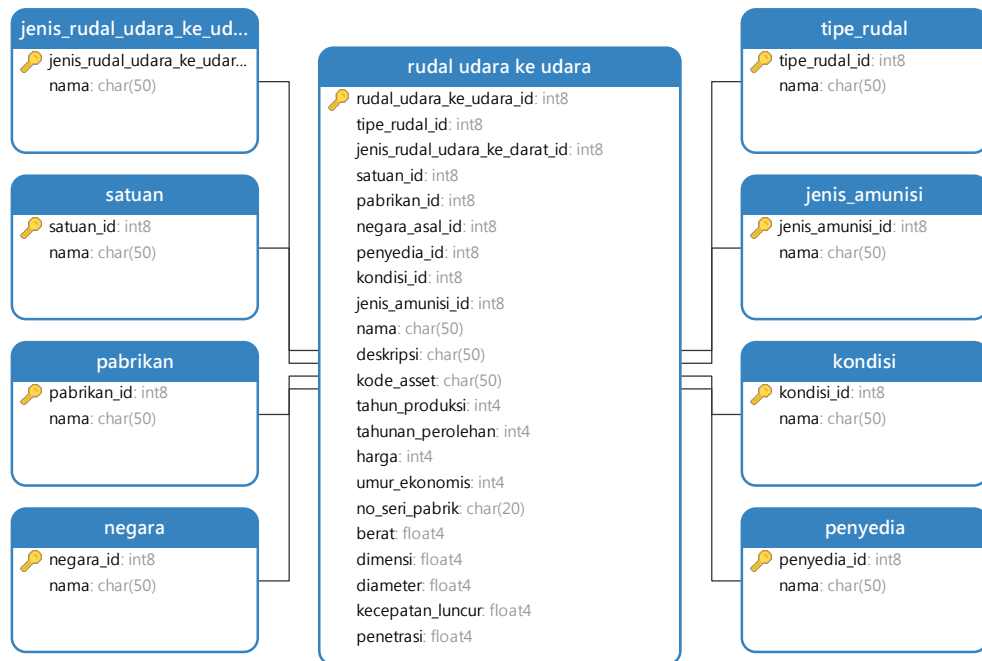 jenis_rudal_udara_ke_ud...
jenis_rudal_udara_ke_udar...
nama: char(50)
satuan
satuan_id: int8
nama: char(50)
pabrikan
pabrikan_id: int8
nama: char(50)
negara
negara_id: int8
nama: char(50)
rudal udara ke udara
rudal_udara_ke_udara_id: int8
tipe_rudal_id: int8
jenis_rudal_udara_ke_darat_id: int8
satuan_id: int8
pabrikan_id: int8
negara_asal_id: int8
penyedia_id: int8
kondisi_id: int8
jenis_amunisi_id: int8
nama: char(50)
deskripsi: char(50)
kode_asset: char(50)
tahun_produksi: int4
tahunan_perolehan: int4
harga: int4
umur_ekonomis: int4
no_seri_pabrik: char(20)
berat: float4
dimensi: float4
diameter: float4
kecepatan_luncur: float4
penetrasi: float4
tipe_rudal
tipe_rudal_id: int8
nama: char(50)
jenis_amunisi
jenis_amunisi_id: int8
nama: char(50)
kondisi
kondisi_id: int8
nama: char(50)
penyedia
penyedia_id: int8
nama: char(50)